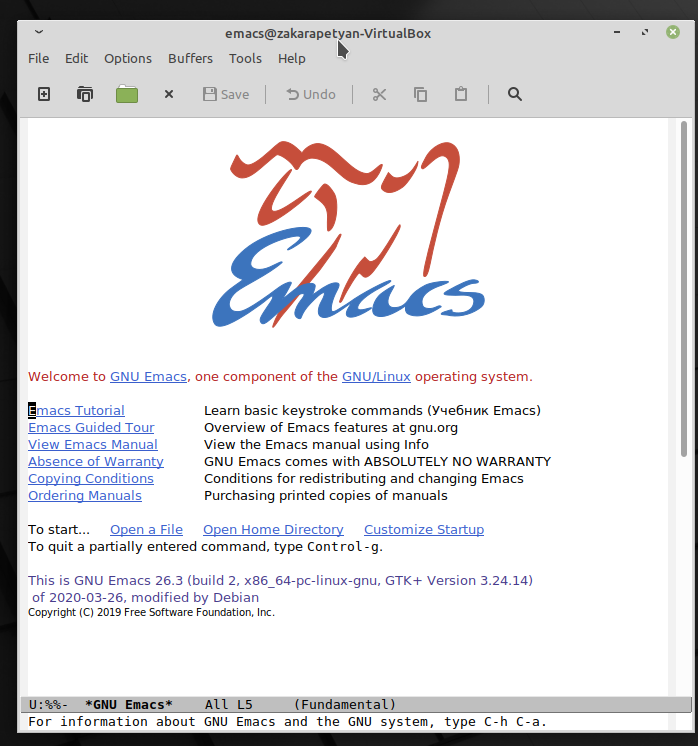 emacs@zakarapetyan-VirtualBox
File Edit Options Buffers Tools Help
Save Undo
Emacs
Welcome to GNU Emacs, one component of the GNU/Linux operating system.
Emacs Tutorial Learn basic keystroke commands (Учебник Emacs)
Emacs Guided Tour Overview of Emacs features at gnu.org
View Emacs Manual View the Emacs manual using Info
Absence of Warranty GNU Emacs comes with ABSOLUTELY NO WARRANTY
Copying Conditions Conditions for redistributing and changing Emacs
Ordering Manuals Purchasing printed copies of manuals
To start... Open a File Open Home Directory Customize Startup
To quit a partially entered command, type Control-g.
This is GNU Emacs 26.3 (build 2, x86_64-pc-linux-gnu, GTK+ Version 3.24.14)
of 2020-03-26, modified by Debian
Copyright (C) 2019 Free Software Foundation, Inc.
U:%%- *GNU Emacs* All L5 (Fundamental)
For information about GNU Emacs and the GNU system, type C-h C-a.